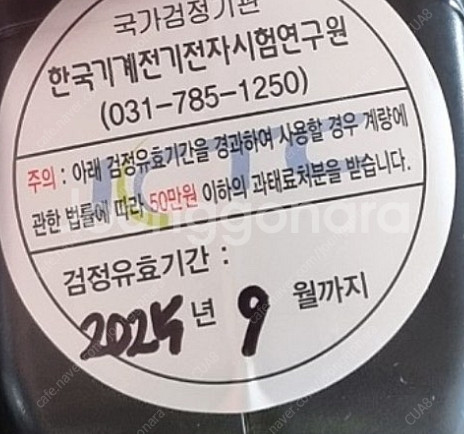 국가검정기관
한국기계전기전자시험연구원
(031-785-1250)
주의 : 아래 검정유효기간을 경과하여 사용할 경우 계량에
관한 법률에 따라 50만원 이하의 과태료처분을 받습니다.
검정유효기간 :
2024년 9 월까지